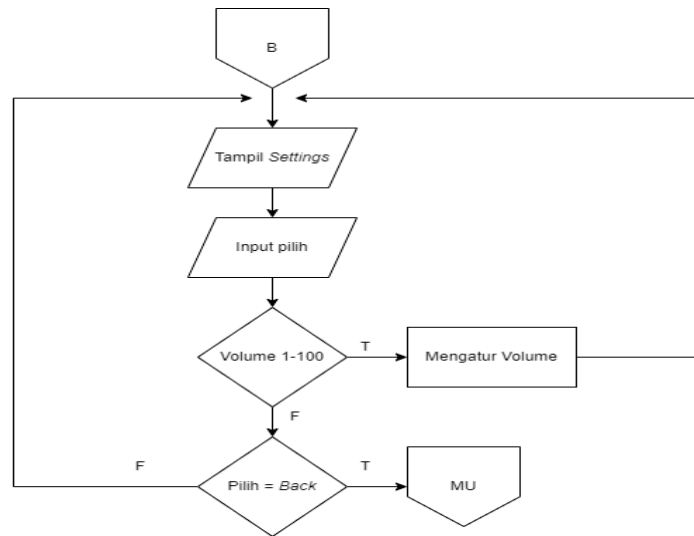 B
Tampil Settings
Input pilih
Volume 1-100
T
Mengatur Volume
F
F
Pilih = Back
T
MU